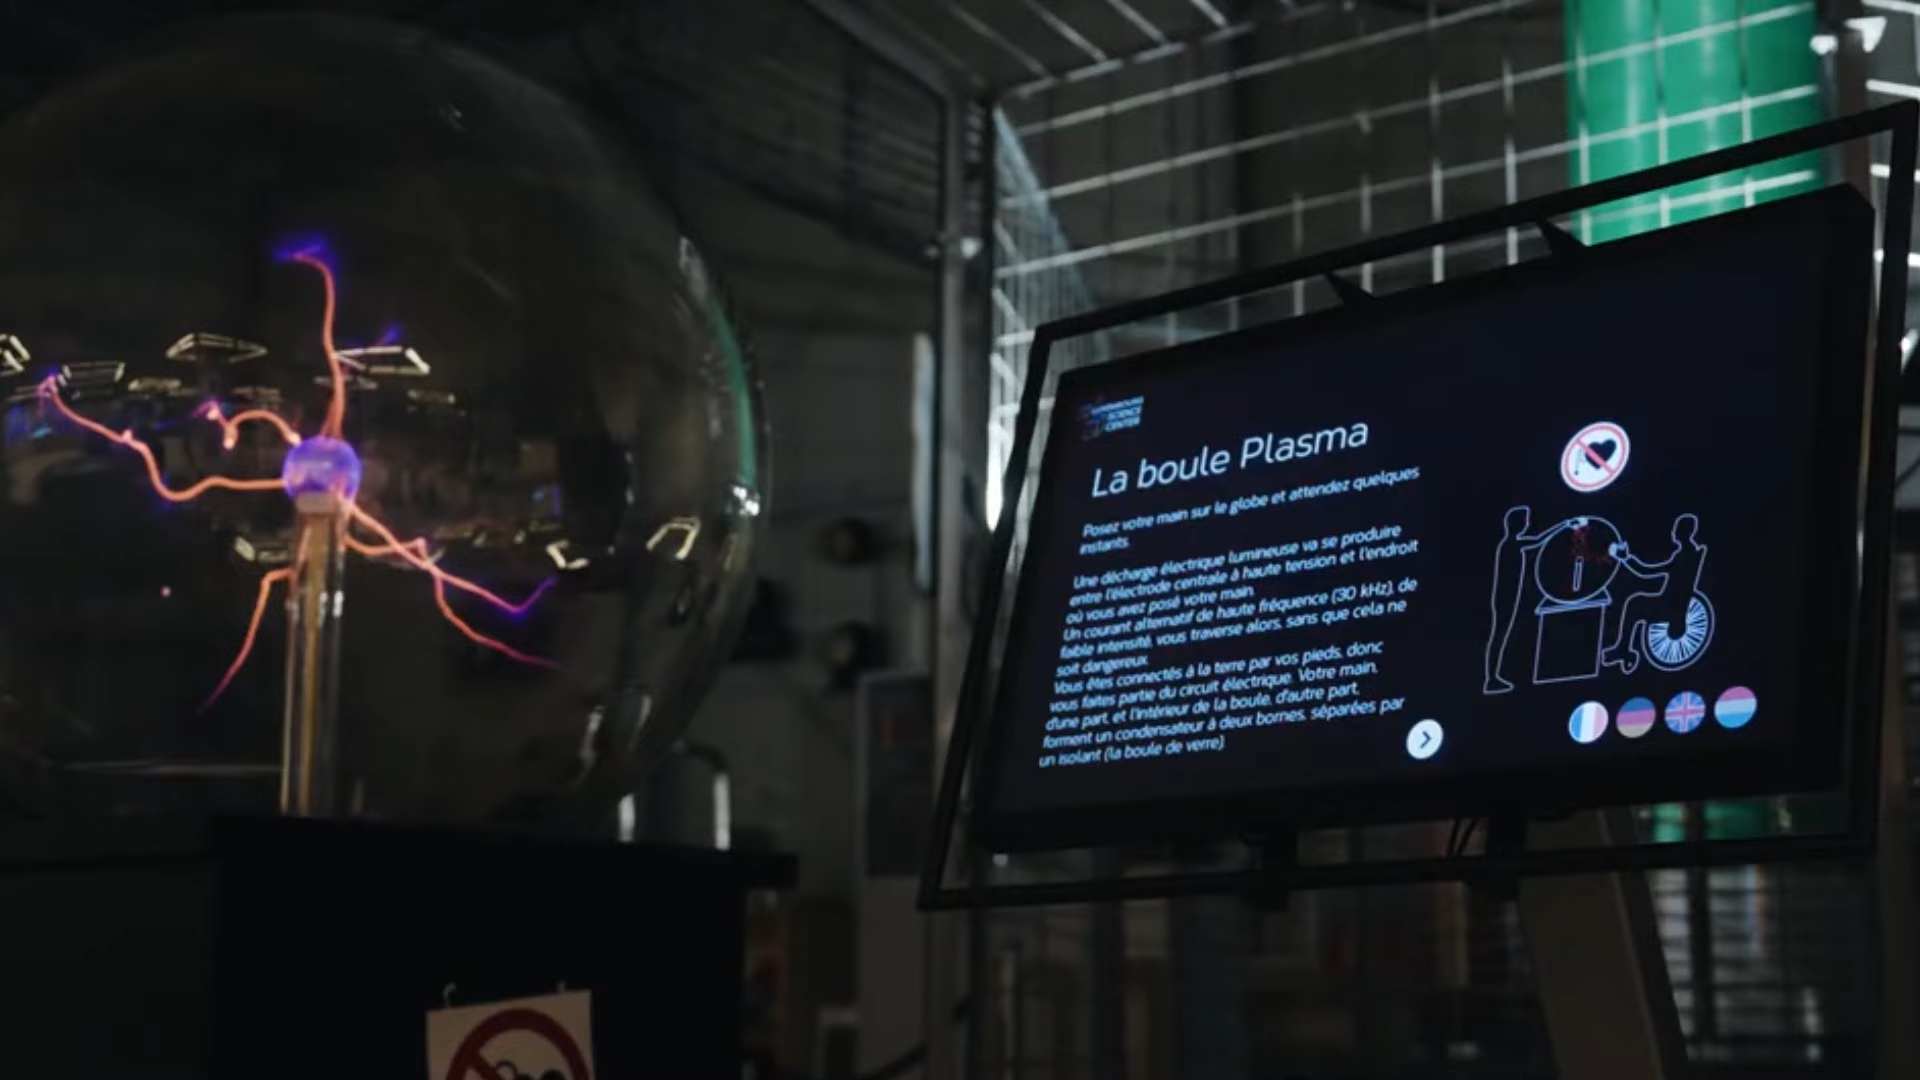 LUXEMBOURG
SCIENCE
CENTER
La boule Plasma
Posez votre main sur le globe et attendez quelques
instants.
Une décharge électrique lumineuse va se produire
entre l'électrode centrale à haute tension et l'endroit
où vous avez posé votre main.
Un courant alternatif de haute fréquence (30 kHz), de
faible intensité, vous traverse alors, sans que cela ne
soit dangereux.
Vous êtes connectés à la terre par vos pieds, donc
vous faites partie du circuit électrique. Votre main,
d'une part, et l'intérieur de la boule, d'autre part,
forment un condensateur à deux bornes, séparées par
un isolant (la boule de verre).